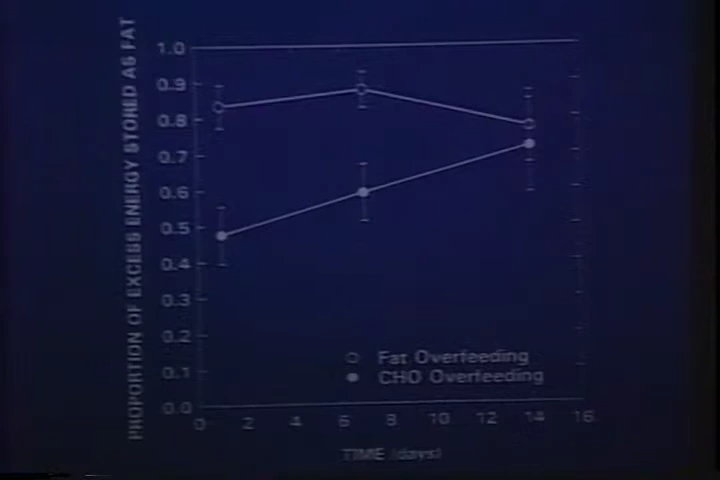 PROPORTION OF EXCESS ENERGY STORED AS FAT
1.0
0.9
0.8
0.7
0.6
0.5
0.4
0.3
0.2
0.1
0.0
0 2 4 6 8 10 12 14 16
TIME (days)
Fat Overfeeding
CHO Overfeeding